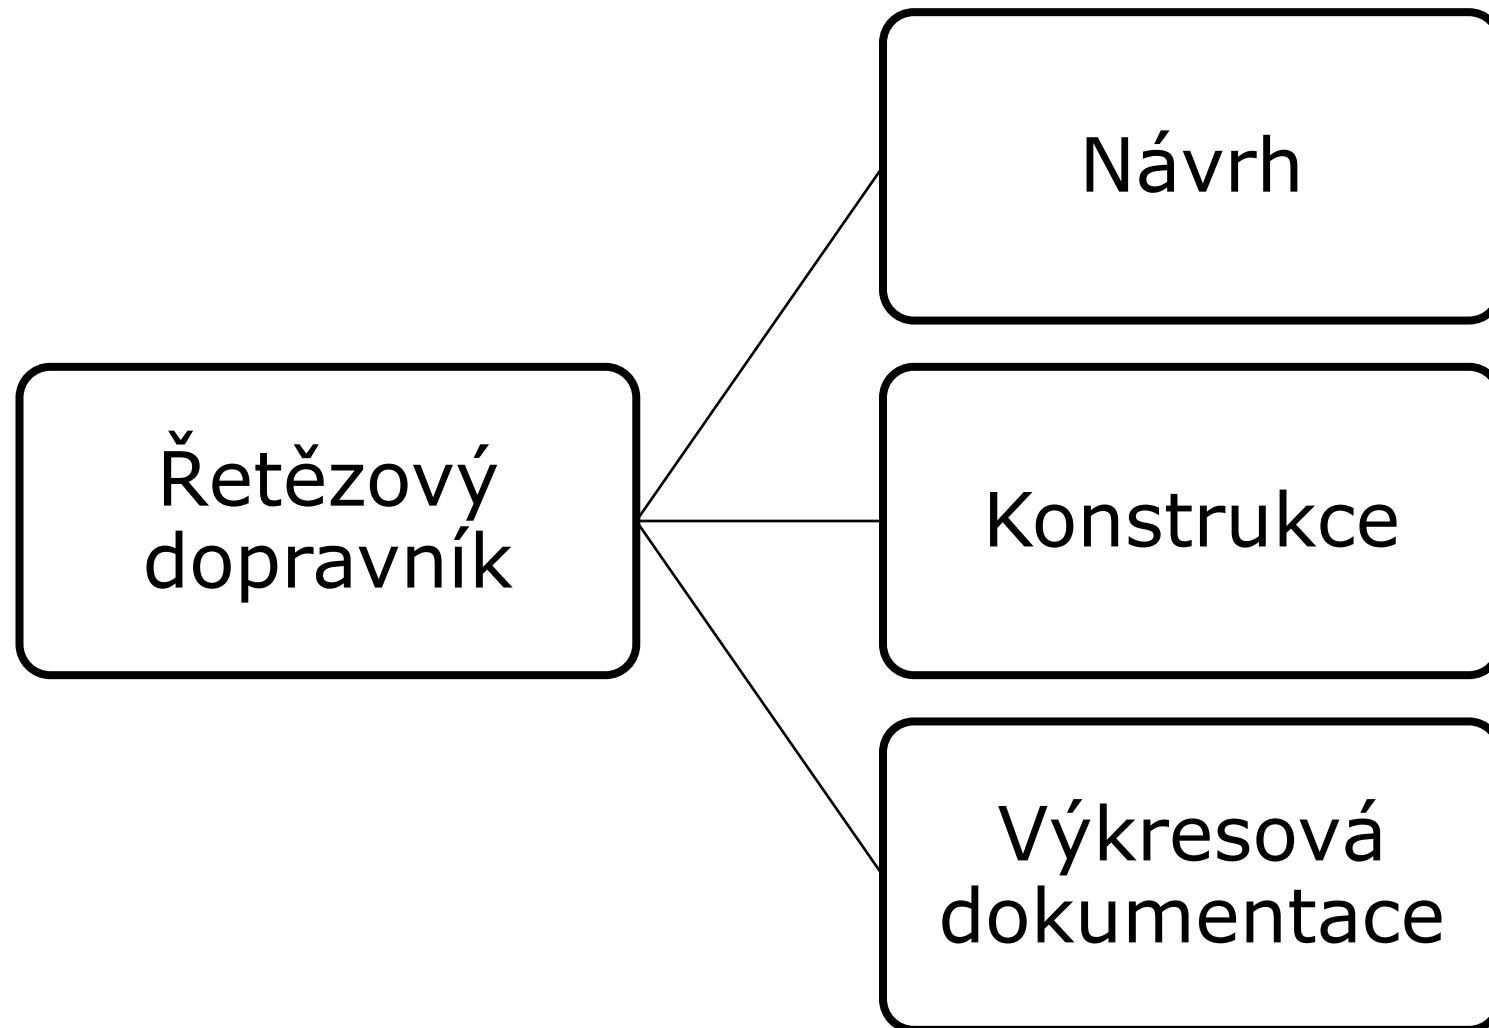 Návrh
Řetězový
dopravník
Konstrukce
Výkresová
dokumentace